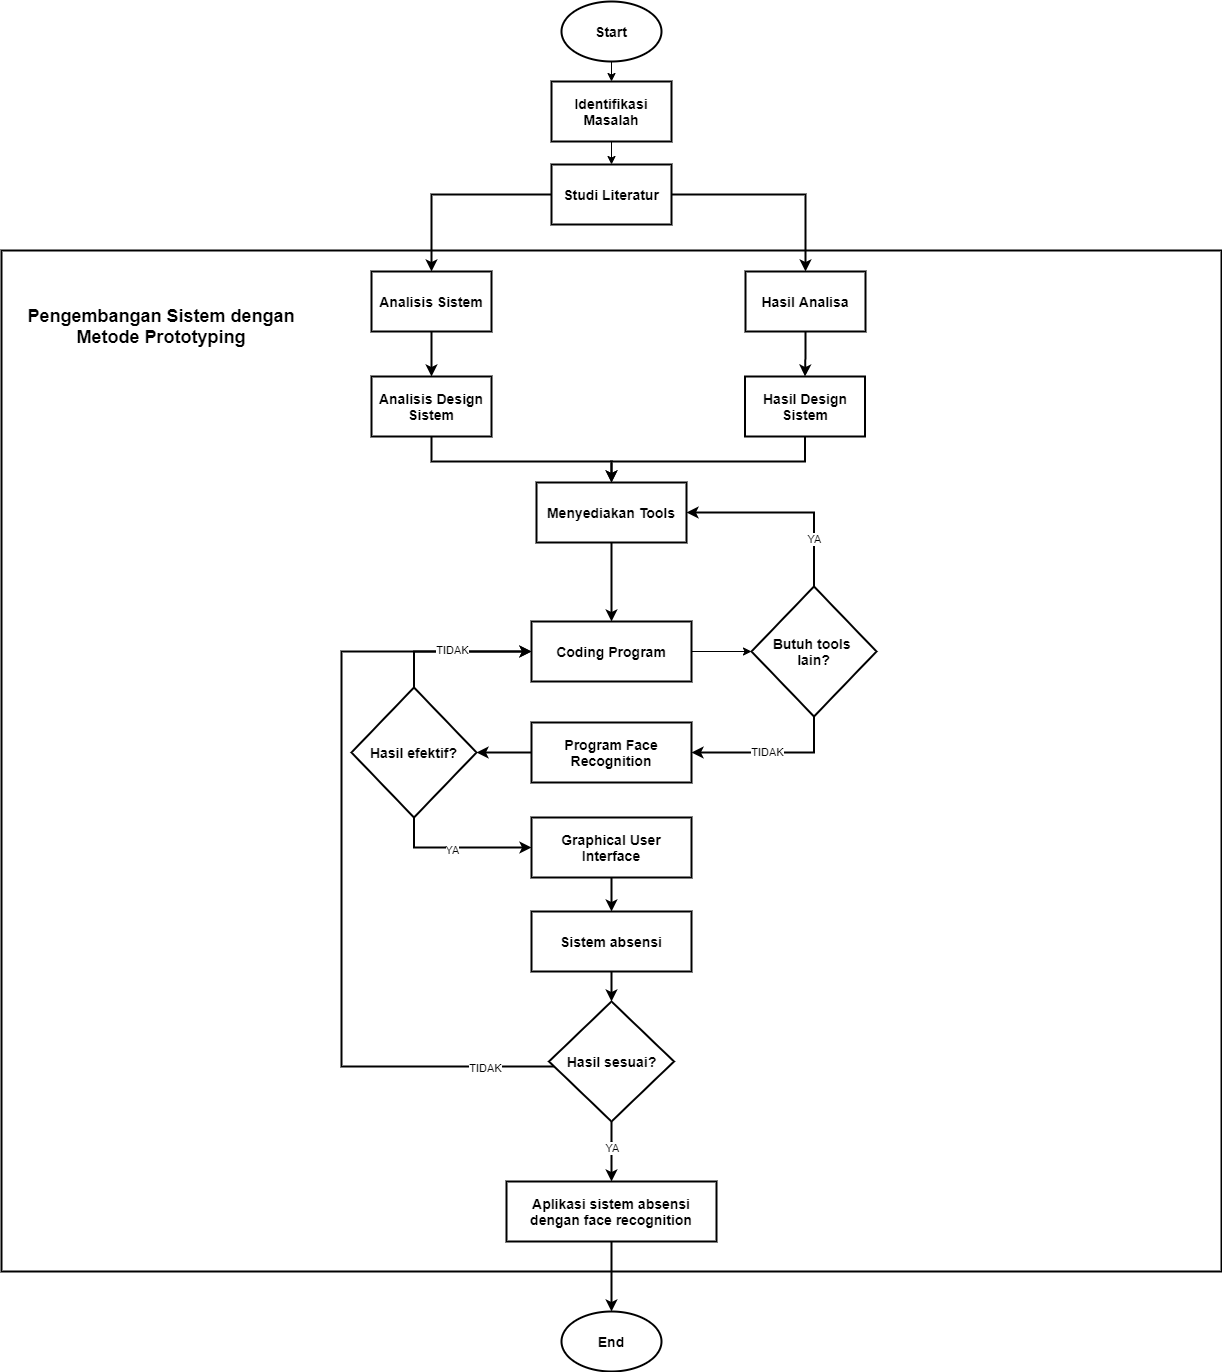 Start
Identifikasi
Masalah
Studi Literatur
Pengembangan Sistem dengan
Metode Prototyping
Analisis Sistem
Hasil Analisa
Analisis Design
Sistem
Hasil Design
Sistem
Menyediakan Tools
YA
Butuh tools
lain?
TIDAK
Coding Program
Hasil efektif?
Program Face
Recognition
TIDAK
YA
Graphical User
Interface
Sistem absensi
Hasil sesuai?
TIDAK
YA
Aplikasi sistem absensi
dengan face recognition
End